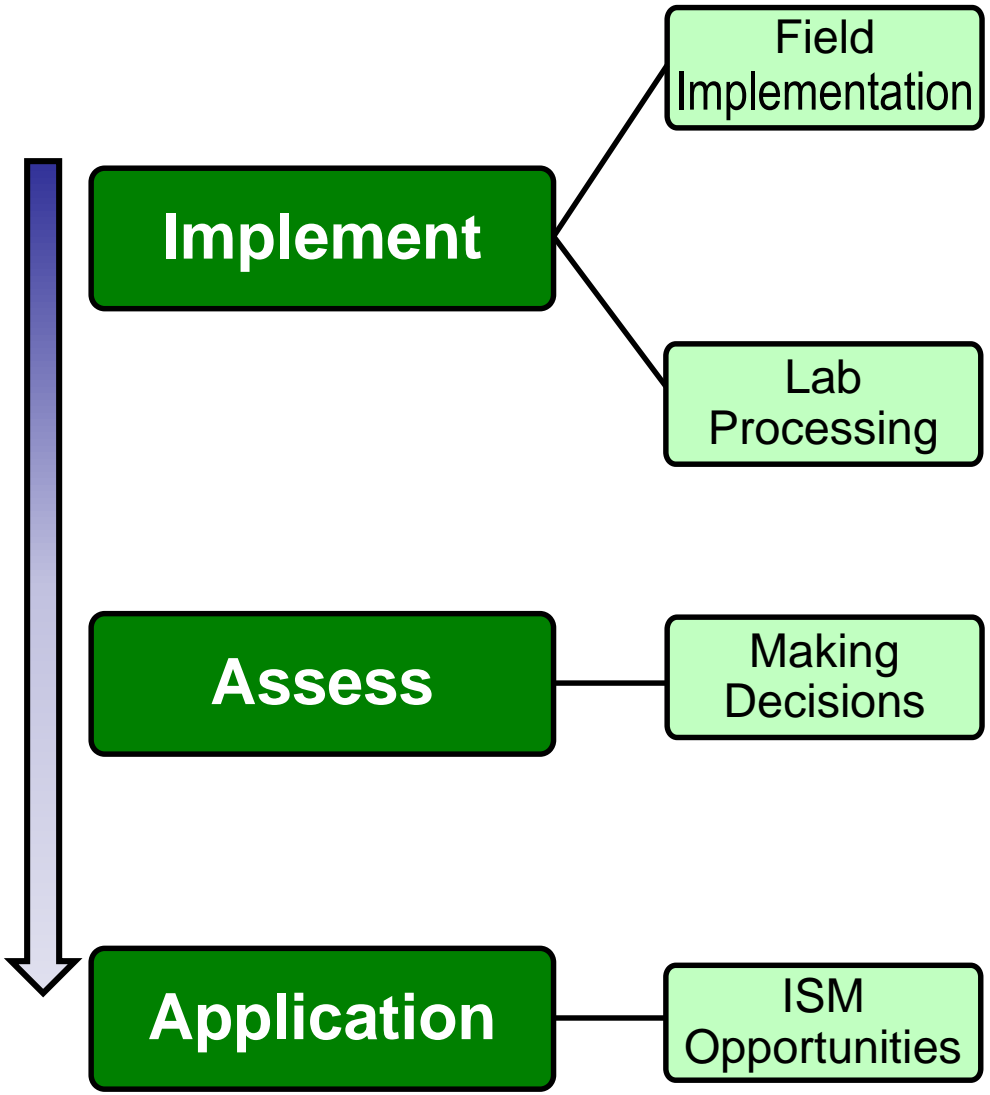 Field
Implementation
Implement
Lab
Processing
Assess
Making
Decisions
Application
ISM
Opportunities